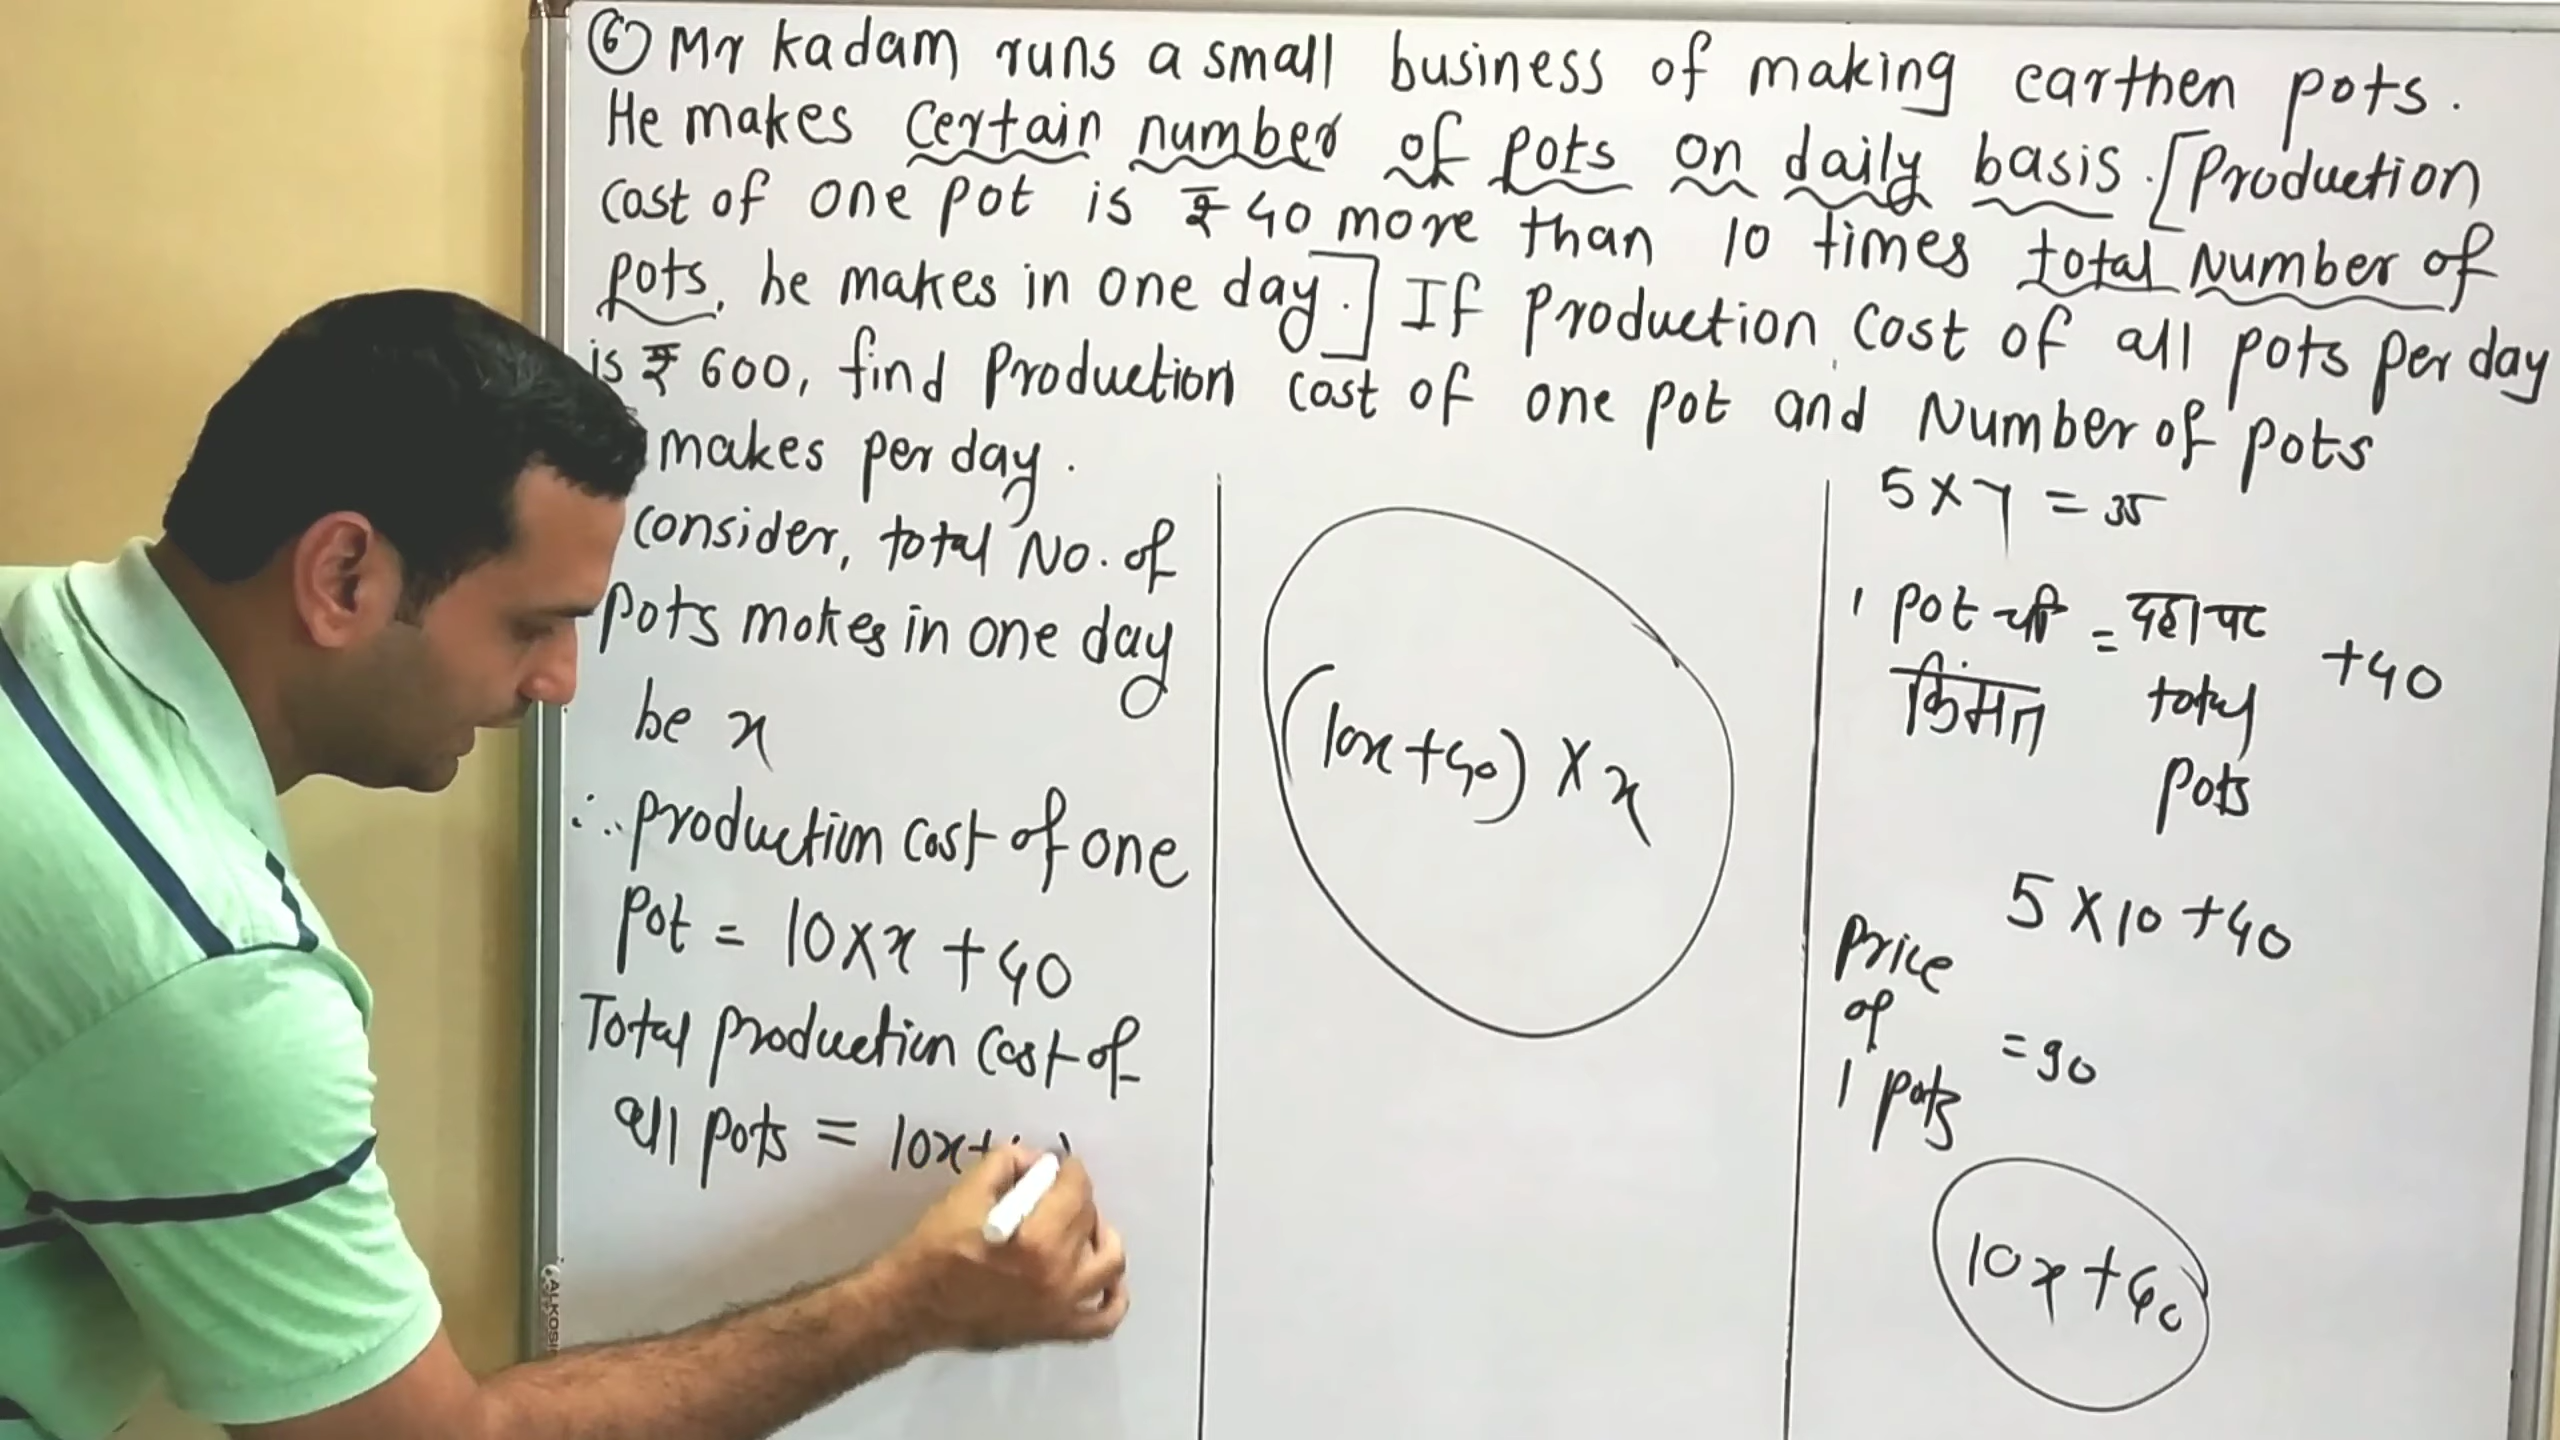 (6) Mr Kadam runs a small business of making earthen pots.
He makes certain number of pots on daily basis. [Production
cost of one pot is ₹ 40 more than 10 times total Number of
pots, he makes in one day.] If production cost of all pots per day
is ₹ 600, find production cost of one pot and Number of pots
makes per day.
consider, total No. of
pots makes in one day
be x
∴ production cost of one
pot = 10 × x + 40
Total production cost of
all pots = 10x+
(10x+40) × x
5 × 7 = 35
1 pot ची = दहापट +40
किंमत total
pots
5 × 10 + 40
price
of = 90
1 pots
10x + 40
ALKOSI